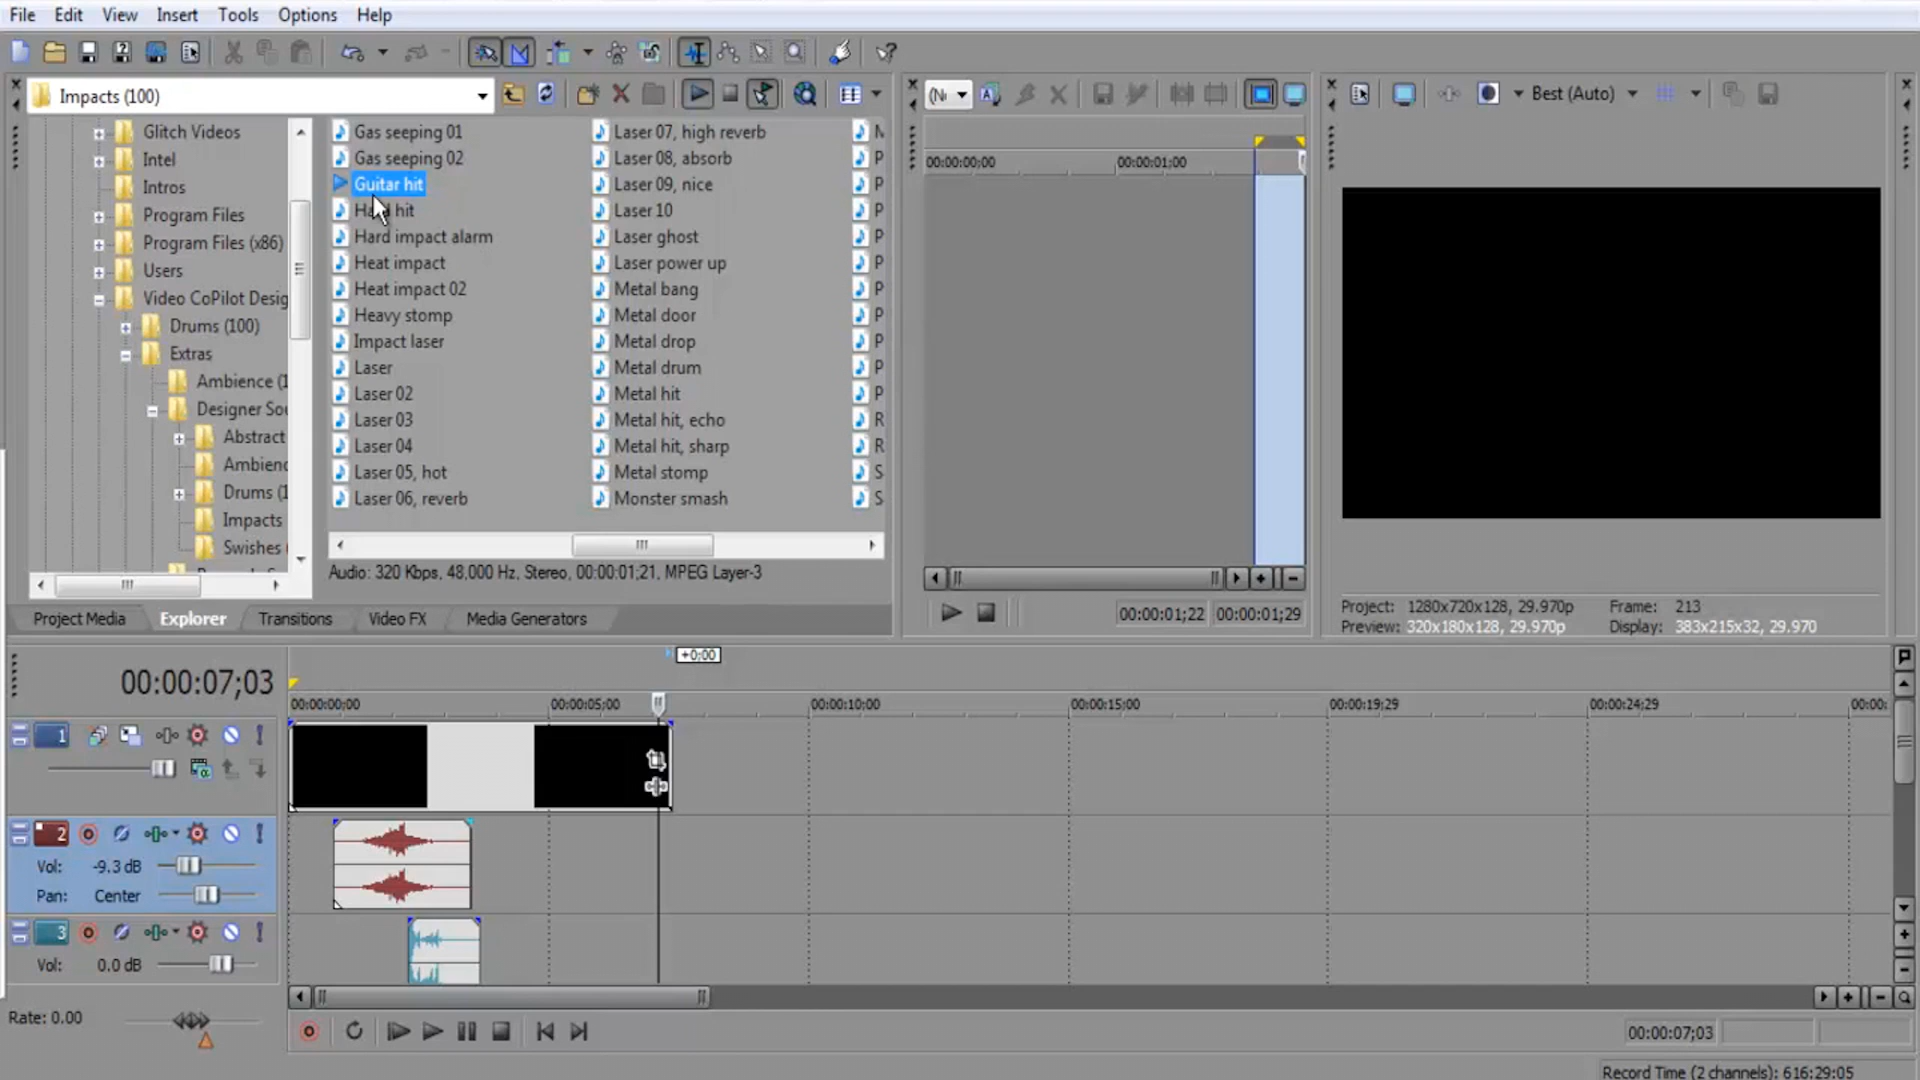 File Edit View Insert Tools Options Help
Impacts (100)
Best (Auto)
Glitch Videos
Intel
Intros
Program Files
Program Files (x86)
Users
Video CoPilot Desig
Drums (100)
Extras
Ambience (1
Designer Sou
Abstract
Ambienc
Drums (1
Impacts
Swishes
Gas seeping 01
Gas seeping 02
Guitar hit
Hard hit
Hard impact alarm
Heat impact
Heat impact 02
Heavy stomp
Impact laser
Laser
Laser 02
Laser 03
Laser 04
Laser 05, hot
Laser 06, reverb
Laser 07, high reverb
Laser 08, absorb
Laser 09, nice
Laser 10
Laser ghost
Laser power up
Metal bang
Metal door
Metal drop
Metal drum
Metal hit
Metal hit, echo
Metal hit, sharp
Metal stomp
Monster smash
P
P
P
P
P
P
P
P
P
P
R
R
S
S
Audio: 320 Kbps, 48,000 Hz, Stereo, 00:00:01;21, MPEG Layer-3
Project Media Explorer Transitions Video FX Media Generators
00:00:00;00 00:00:01;00
00:00:01;22 00:00:01;29
Project: 1280x720x128, 29.970p Frame: 213
Preview: 320x180x128, 29.970p Display: 383x215x32, 29.970
+0;00
00:00:07;03
00:00:00;00 00:00:05;00 00:00:10;00 00:00:15;00 00:00:19;29 00:00:24;29 00:00:
1
2
Vol: -9.3 dB
Pan: Center
3
Vol: 0.0 dB
Rate: 0.00
00:00:07;03
Record Time (2 channels): 616:29:05